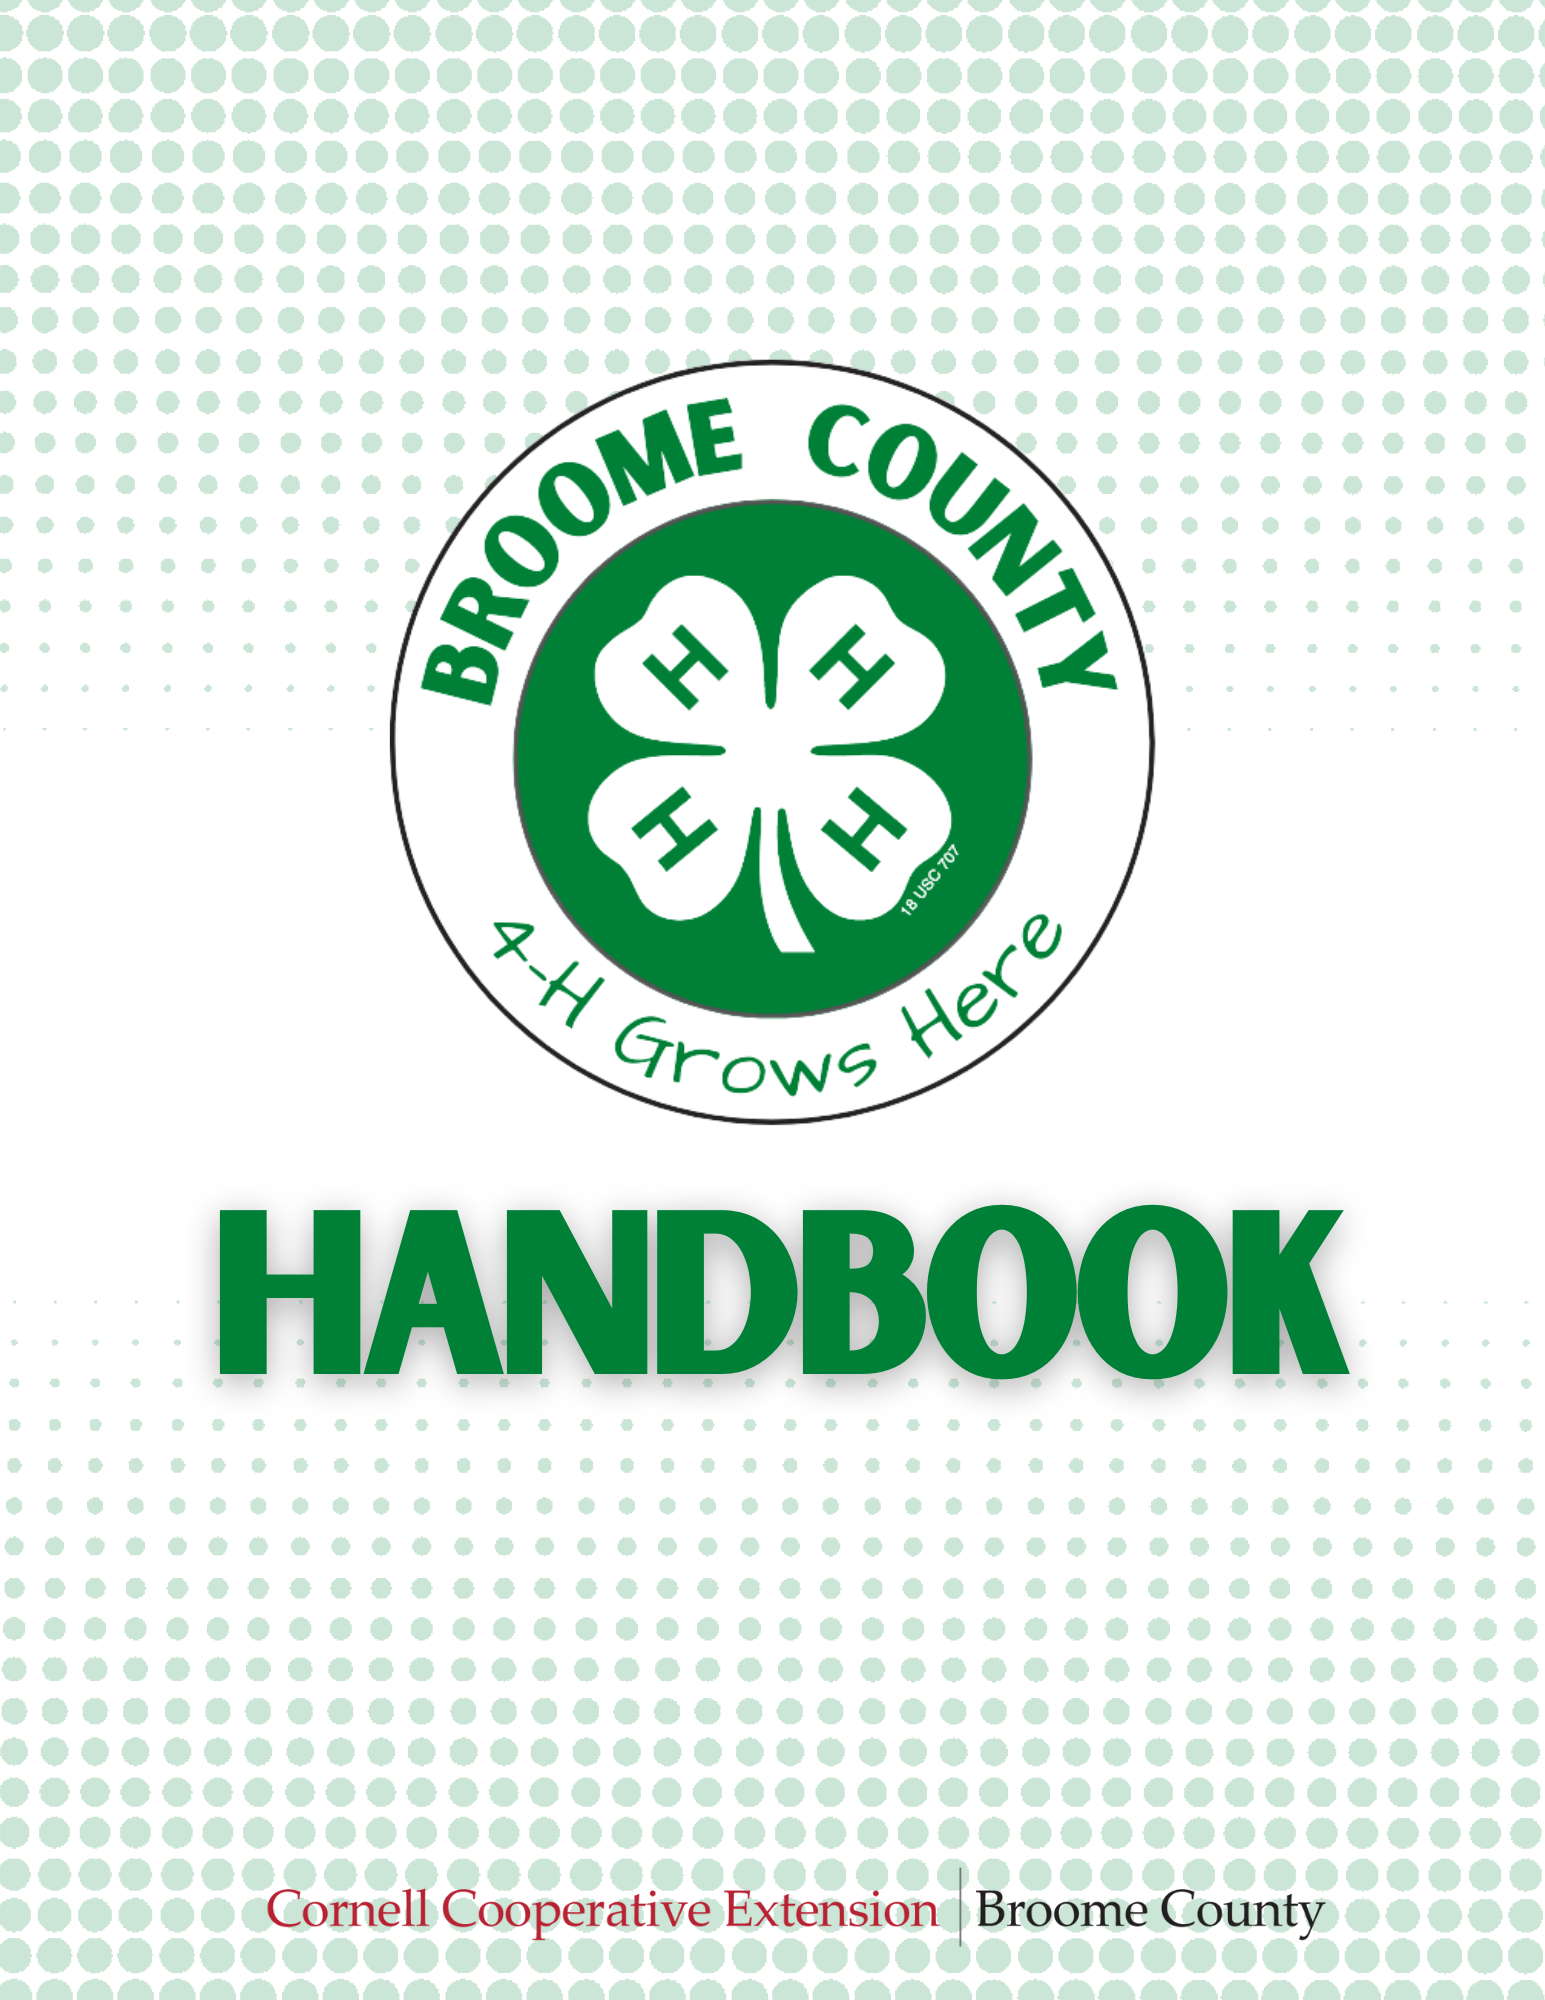 BROOME COUNTY
H H
H H
18 USC 707
4-H Grows Here
HANDBOOK
Cornell Cooperative Extension | Broome County